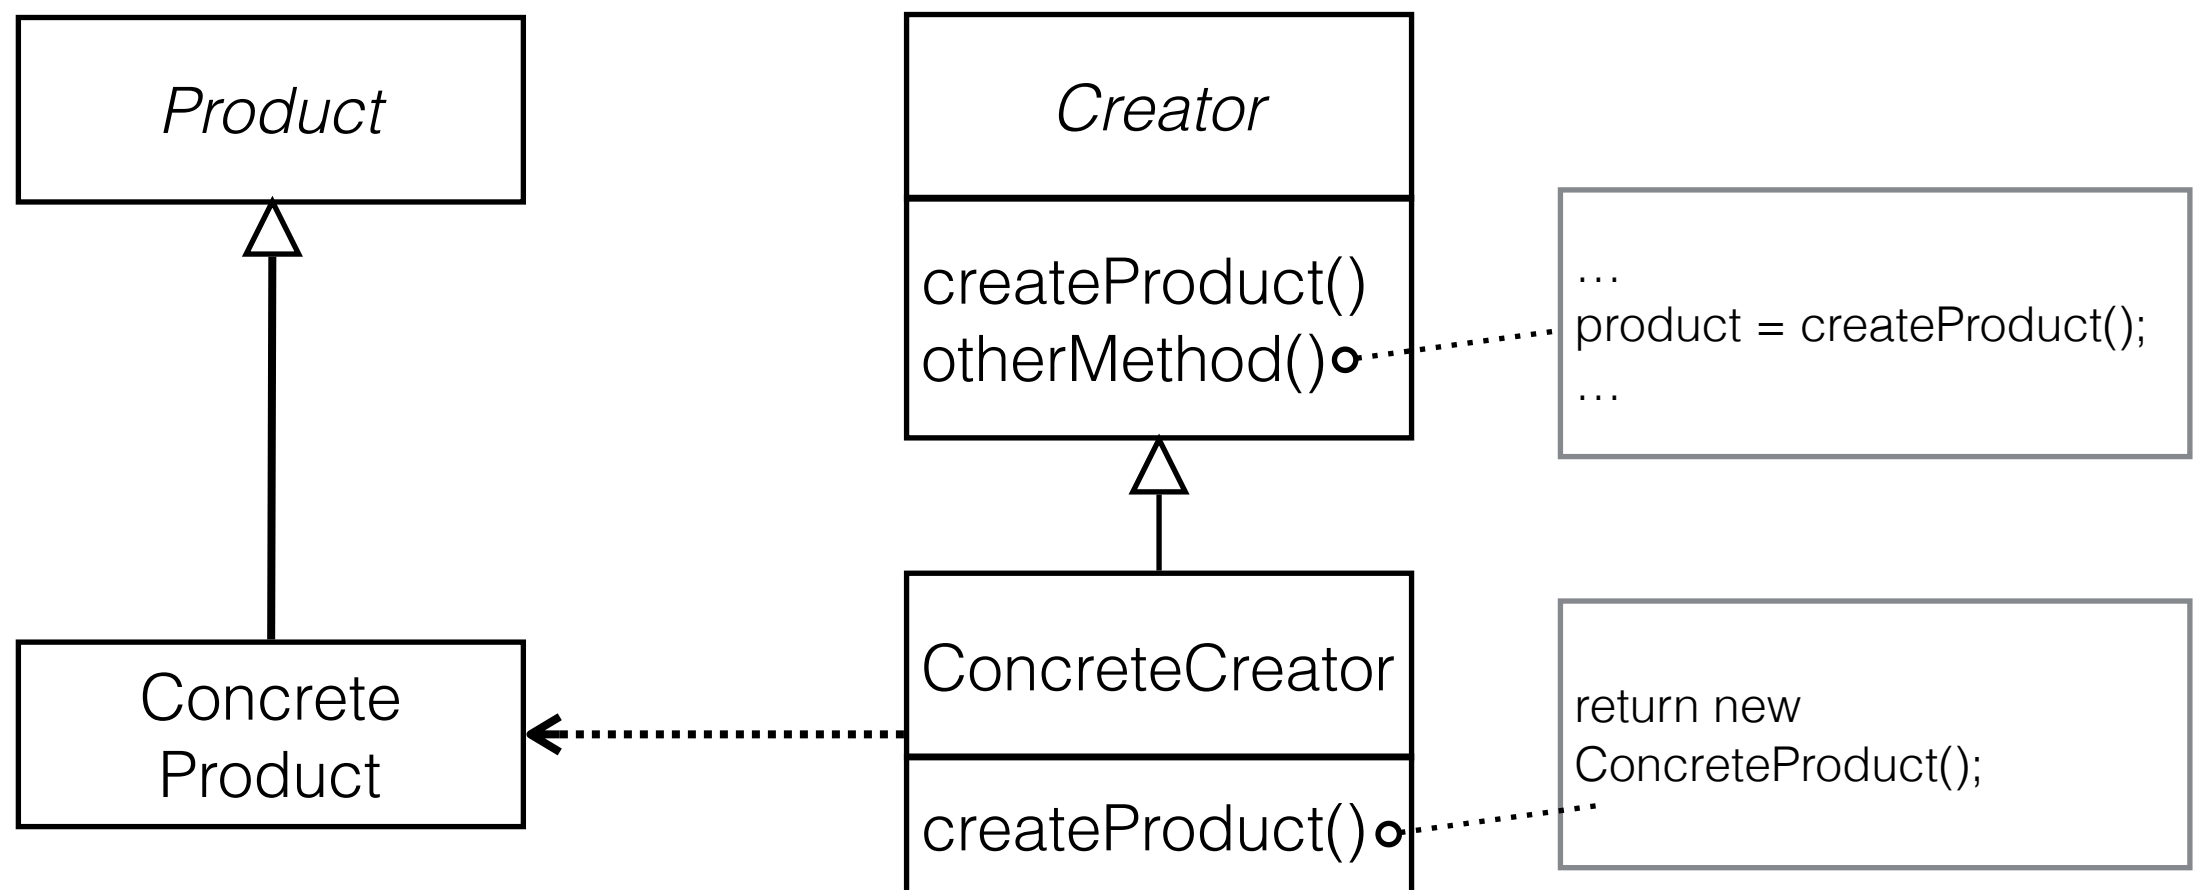 Product
Creator
createProduct()
otherMethod()
...
product = createProduct();
...
Concrete
Product
ConcreteCreator
createProduct()
return new
ConcreteProduct();